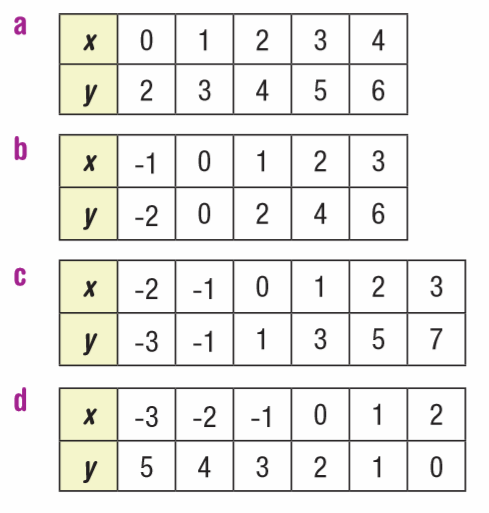 a
x 0 1 2 3 4
y 2 3 4 5 6
b
x -1 0 1 2 3
y -2 0 2 4 6
c
x -2 -1 0 1 2 3
y -3 -1 1 3 5 7
d
x -3 -2 -1 0 1 2
y 5 4 3 2 1 0